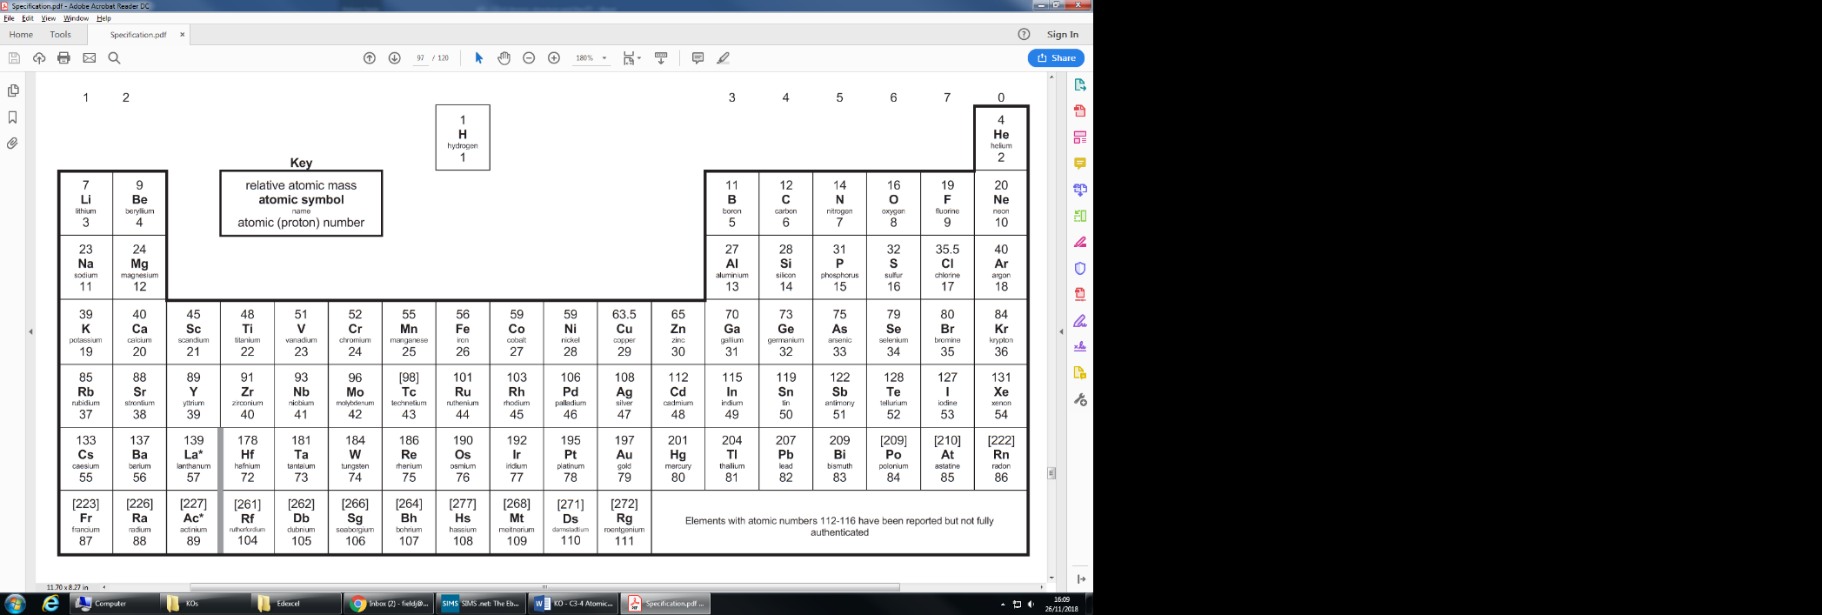 Specification.pdf - Adobe Acrobat Reader DC
File Edit View Window Help
Home Tools Specification.pdf × Sign In
97 / 120 180% Share
1 2 3 4 5 6 7 0
1 4
H He
hydrogen helium
1 2
Key
relative atomic mass
atomic symbol
name
atomic (proton) number
7 9 11 12 14 16 19 20
Li Be B C N O F Ne
lithium beryllium boron carbon nitrogen oxygen fluorine neon
3 4 5 6 7 8 9 10
23 24 27 28 31 32 35.5 40
Na Mg Al Si P S Cl Ar
sodium magnesium aluminium silicon phosphorus sulfur chlorine argon
11 12 13 14 15 16 17 18
39 40 45 48 51 52 55 56 59 59 63.5 65 70 73 75 79 80 84
K Ca Sc Ti V Cr Mn Fe Co Ni Cu Zn Ga Ge As Se Br Kr
potassium calcium scandium titanium vanadium chromium manganese iron cobalt nickel copper zinc gallium germanium arsenic selenium bromine krypton
19 20 21 22 23 24 25 26 27 28 29 30 31 32 33 34 35 36
85 88 89 91 93 96 [98] 101 103 106 108 112 115 119 122 128 127 131
Rb Sr Y Zr Nb Mo Tc Ru Rh Pd Ag Cd In Sn Sb Te I Xe
rubidium strontium yttrium zirconium niobium molybdenum technetium ruthenium rhodium palladium silver cadmium indium tin antimony tellurium iodine xenon
37 38 39 40 41 42 43 44 45 46 47 48 49 50 51 52 53 54
133 137 139 178 181 184 186 190 192 195 197 201 204 207 209 [209] [210] [222]
Cs Ba La* Hf Ta W Re Os Ir Pt Au Hg Tl Pb Bi Po At Rn
caesium barium lanthanum hafnium tantalum tungsten rhenium osmium iridium platinum gold mercury thallium lead bismuth polonium astatine radon
55 56 57 72 73 74 75 76 77 78 79 80 81 82 83 84 85 86
[223] [226] [227] [261] [262] [266] [264] [277] [268] [271] [272]
Fr Ra Ac* Rf Db Sg Bh Hs Mt Ds Rg
francium radium actinium rutherfordium dubnium seaborgium bohrium hassium meitnerium darmstadtium roentgenium
87 88 89 104 105 106 107 108 109 110 111
Elements with atomic numbers 112-116 have been reported but not fully
authenticated
11.70 x 8.27 in
Computer KOs Edexcel Inbox (2) - fieldj@... SIMS SIMS .net: The Eb... KO - C3-4 Atomic... Specification.pdf ...
16:09
26/11/2018